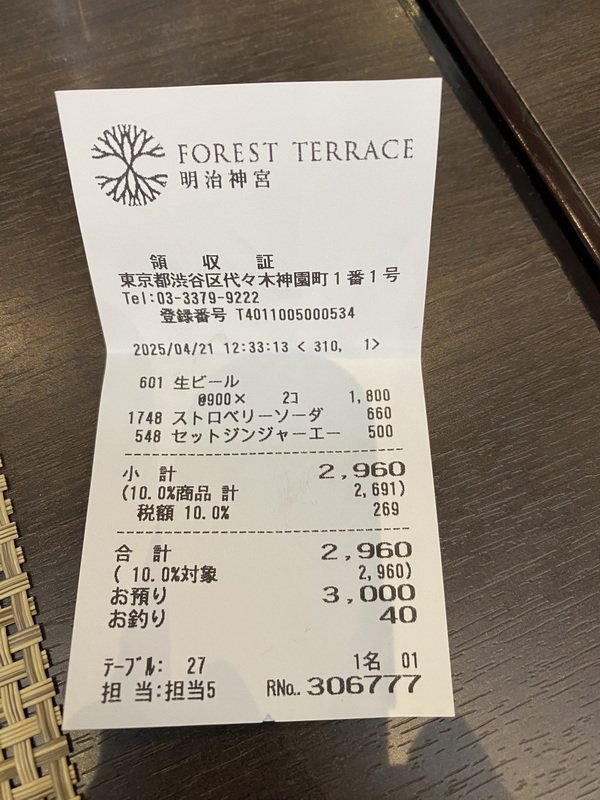 FOREST TERRACE
明治神宮
領 収 証
東京都渋谷区代々木神園町1番1号
Tel:03-3379-9222
登録番号 T4011005000534
2025/04/21 12:33:13 < 310, 1>
601 生ビール
@900× 2コ 1,800
1748 ストロベリーソーダ 660
548 セットジンジャーエー 500
小 計 2,960
(10.0%商品 計 2,691)
税額 10.0% 269
合 計 2,960
( 10.0%対象 2,960)
お預り 3,000
お釣り 40
ﾃｰﾌﾞﾙ: 27 1名 01
担 当:担当5 RNo.. 306777